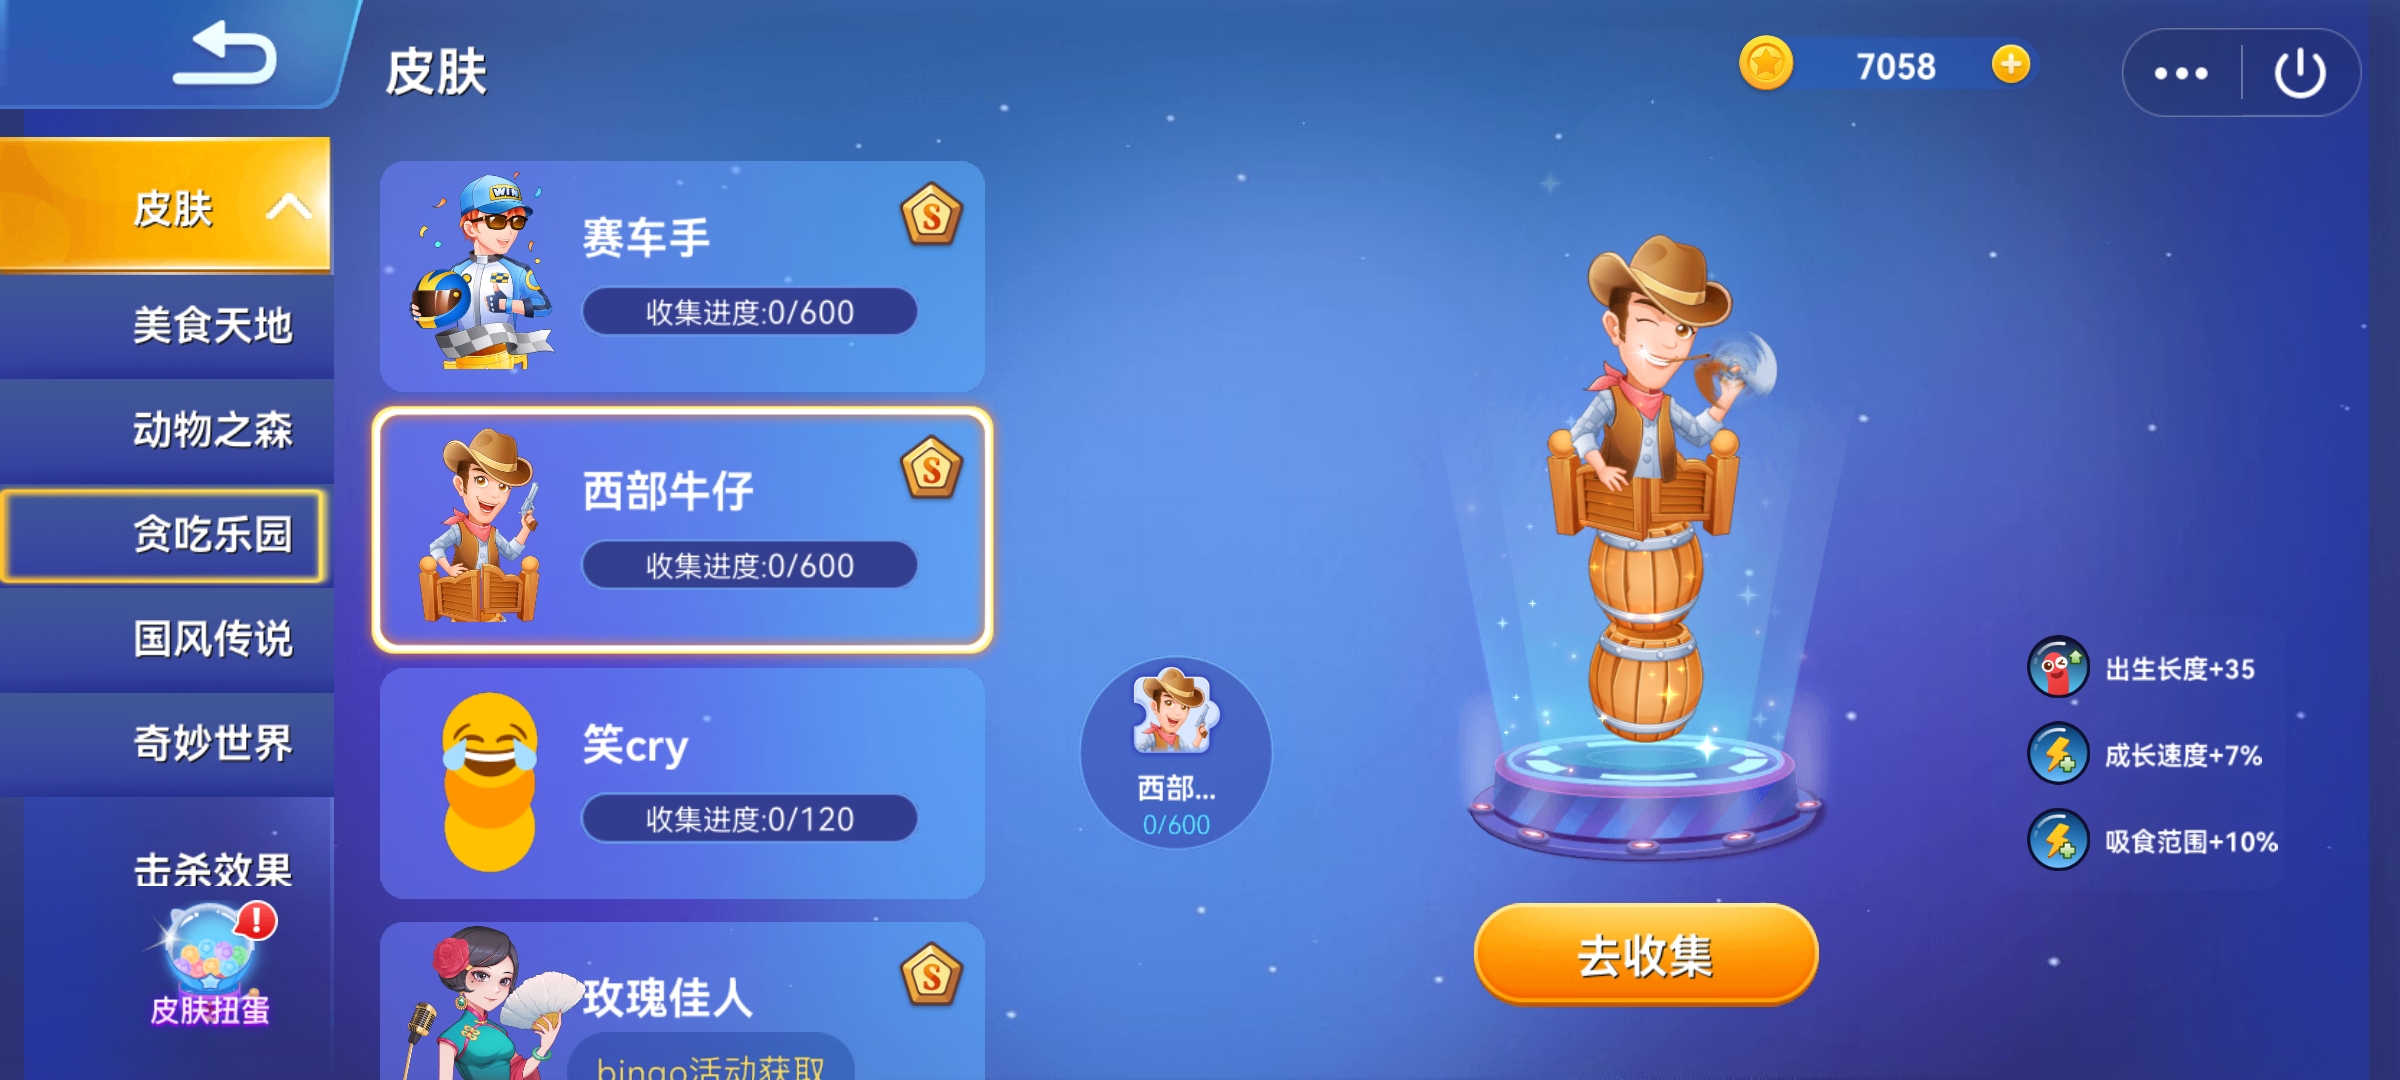 皮肤
7058
皮肤
美食天地
动物之森
贪吃乐园
国风传说
奇妙世界
击杀效果
皮肤扭蛋
WIN
赛车手
S
收集进度:0/600
西部牛仔
S
收集进度:0/600
笑cry
收集进度:0/120
玫瑰佳人
S
bingo活动获取
西部...
0/600
出生长度+35
成长速度+7%
吸食范围+10%
去收集